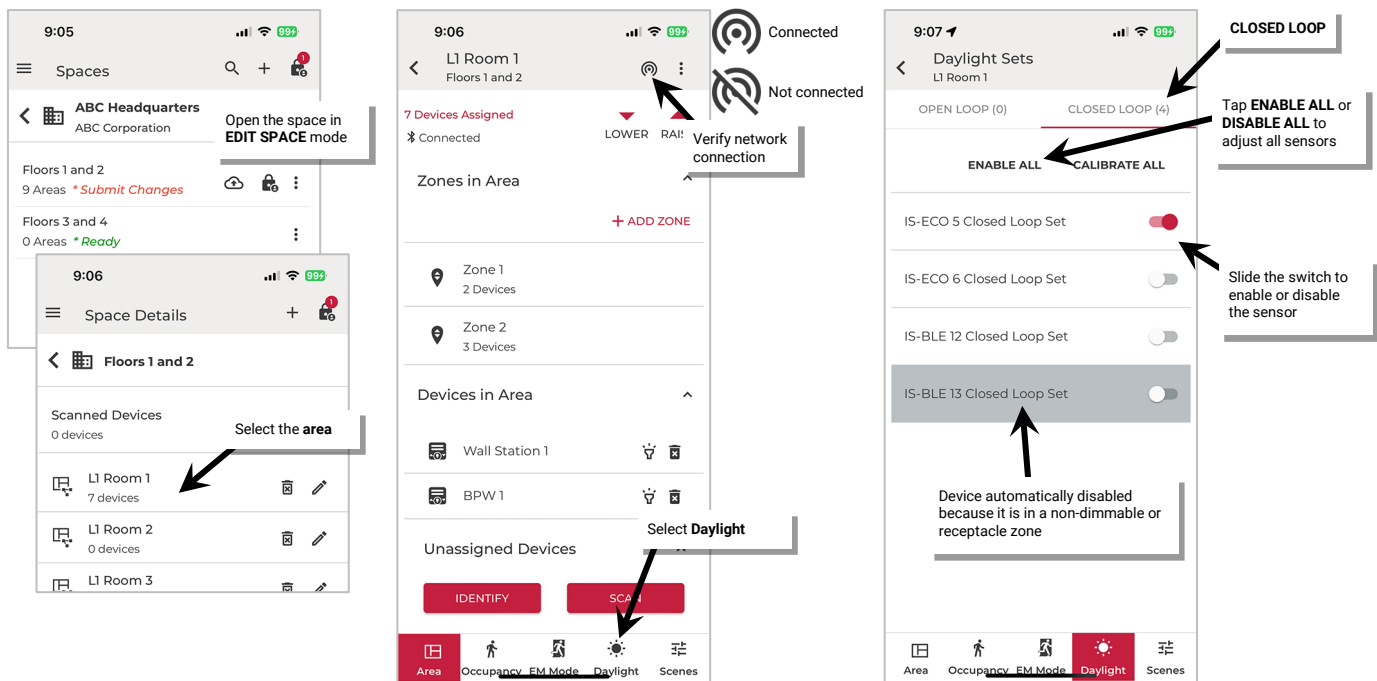 9:05
99+
Spaces
1
ABC Headquarters
ABC Corporation
Open the space in
EDIT SPACE mode
Floors 1 and 2
9 Areas * Submit Changes
Floors 3 and 4
0 Areas * Ready
9:06
99+
Space Details
1
Floors 1 and 2
Scanned Devices
0 devices
Select the area
L1 Room 1
7 devices
L1 Room 2
0 devices
L1 Room 3
9:06
99+
L1 Room 1
Floors 1 and 2
Connected
Not connected
7 Devices Assigned
Connected
LOWER
Verify network
connection
Zones in Area
+ ADD ZONE
Zone 1
2 Devices
Zone 2
3 Devices
Devices in Area
Wall Station 1
BPW 1
Select Daylight
Unassigned Devices
IDENTIFY
SCAN
Area Occupancy EM Mode Daylight Scenes
9:07
99+
Daylight Sets
L1 Room 1
CLOSED LOOP
OPEN LOOP (0) CLOSED LOOP (4)
Tap ENABLE ALL or
DISABLE ALL to
adjust all sensors
ENABLE ALL CALIBRATE ALL
IS-ECO 5 Closed Loop Set
IS-ECO 6 Closed Loop Set
Slide the switch to
enable or disable
the sensor
IS-BLE 12 Closed Loop Set
IS-BLE 13 Closed Loop Set
Device automatically disabled
because it is in a non-dimmable or
receptacle zone
Area Occupancy EM Mode Daylight Scenes